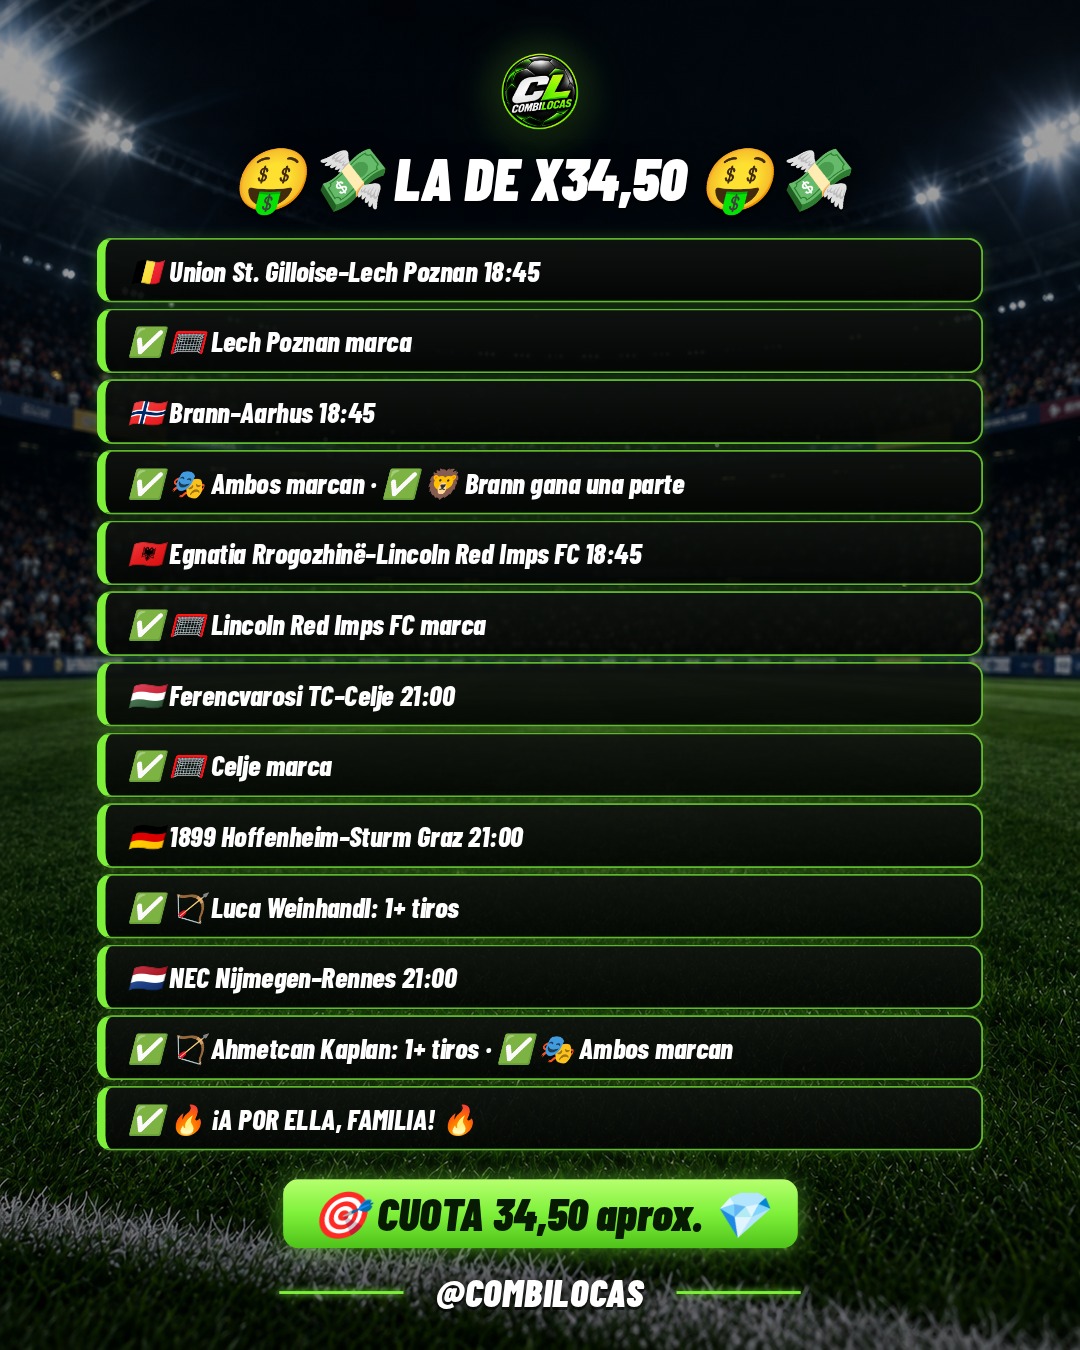 CL
COMBILOCAS
🤑 💸 LA DE X34,50 🤑 💸
🇧🇪 Union St. Gilloise-Lech Poznan 18:45
✅ 🥅 Lech Poznan marca
🇳🇴 Brann-Aarhus 18:45
✅ 🎭 Ambos marcan · ✅ 🦁 Brann gana una parte
🇦🇱 Egnatia Rrogozhinë-Lincoln Red Imps FC 18:45
✅ 🥅 Lincoln Red Imps FC marca
🇭🇺 Ferencvarosi TC-Celje 21:00
✅ 🥅 Celje marca
🇩🇪 1899 Hoffenheim-Sturm Graz 21:00
✅ 🏹 Luca Weinhandl: 1+ tiros
🇳🇱 NEC Nijmegen-Rennes 21:00
✅ 🏹 Ahmetcan Kaplan: 1+ tiros · ✅ 🎭 Ambos marcan
✅ 🔥 ¡A POR ELLA, FAMILIA! 🔥
🎯 CUOTA 34,50 aprox. 💎
@COMBILOCAS